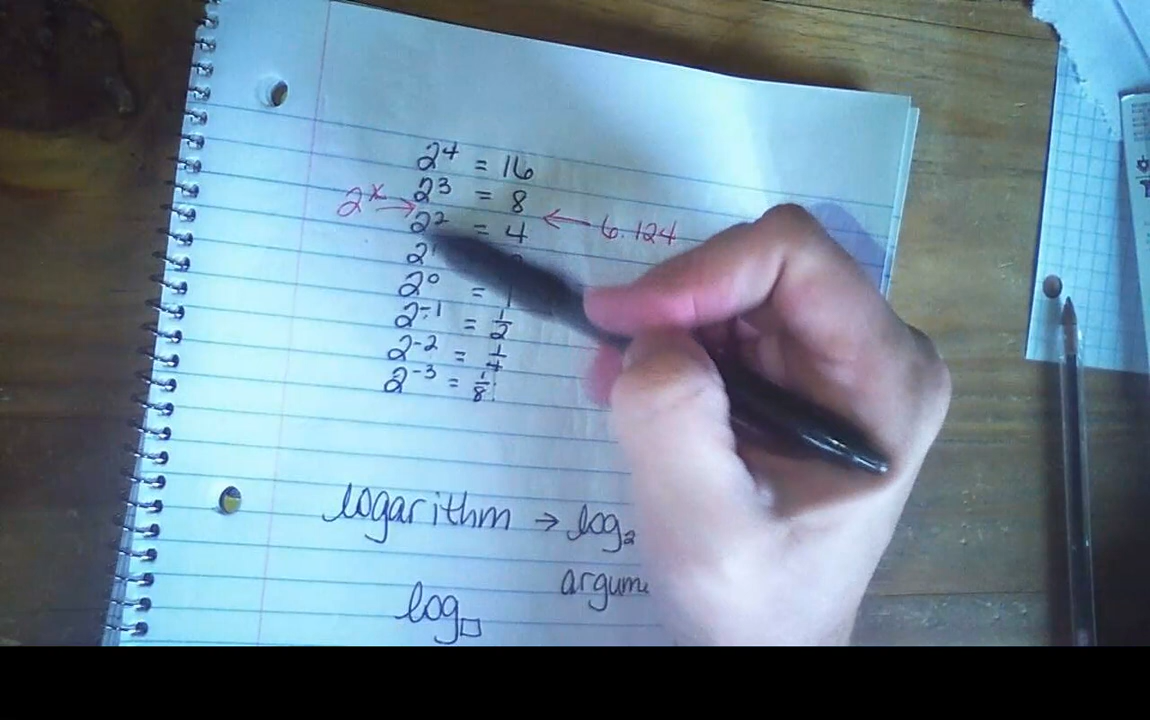 2⁴ = 16
2³ = 8
2ˣ → ← 6.124
2² = 4
2⁰ = 1
2⁻¹ = 1/2
2⁻² = 1/4
2⁻³ = 1/8
logarithm → log₂
log□